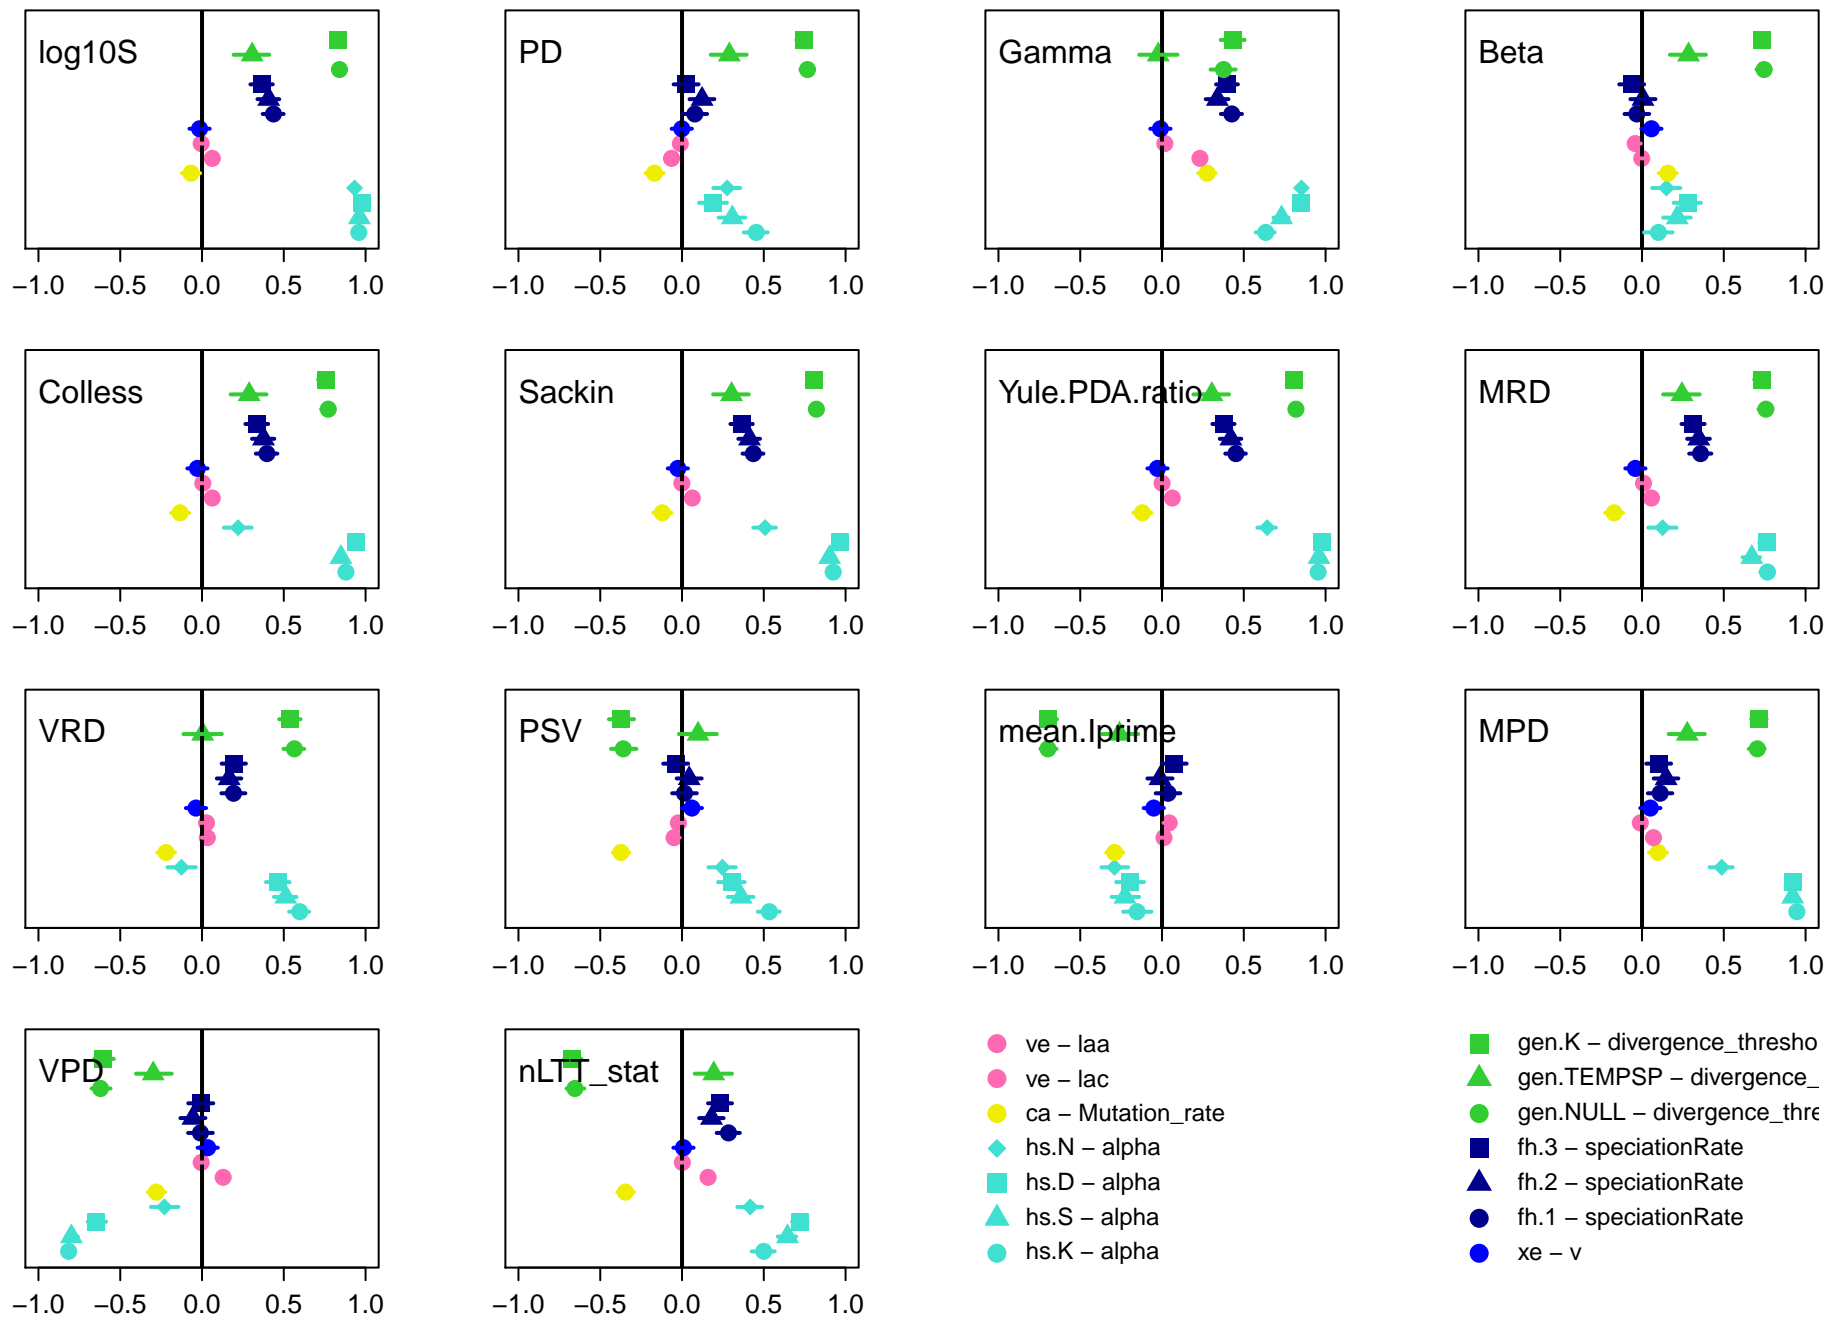 log10S
PD
Gamma
Beta
−1.0 −0.5 0.0 0.5 1.0
−1.0 −0.5 0.0 0.5 1.0
−1.0 −0.5 0.0 0.5 1.0
−1.0 −0.5 0.0 0.5 1.0
Colless
Sackin
Yule.PDA.ratio
MRD
−1.0 −0.5 0.0 0.5 1.0
−1.0 −0.5 0.0 0.5 1.0
−1.0 −0.5 0.0 0.5 1.0
−1.0 −0.5 0.0 0.5 1.0
VRD
PSV
mean.Iprime
MPD
−1.0 −0.5 0.0 0.5 1.0
−1.0 −0.5 0.0 0.5 1.0
−1.0 −0.5 0.0 0.5 1.0
−1.0 −0.5 0.0 0.5 1.0
VPD
nLTT_stat
−1.0 −0.5 0.0 0.5 1.0
−1.0 −0.5 0.0 0.5 1.0
ve − laa
ve − lac
ca − Mutation_rate
hs.N − alpha
hs.D − alpha
hs.S − alpha
hs.K − alpha
gen.K − divergence_thresho
gen.TEMPSP − divergence_
gen.NULL − divergence_thre
fh.3 − speciationRate
fh.2 − speciationRate
fh.1 − speciationRate
xe − v